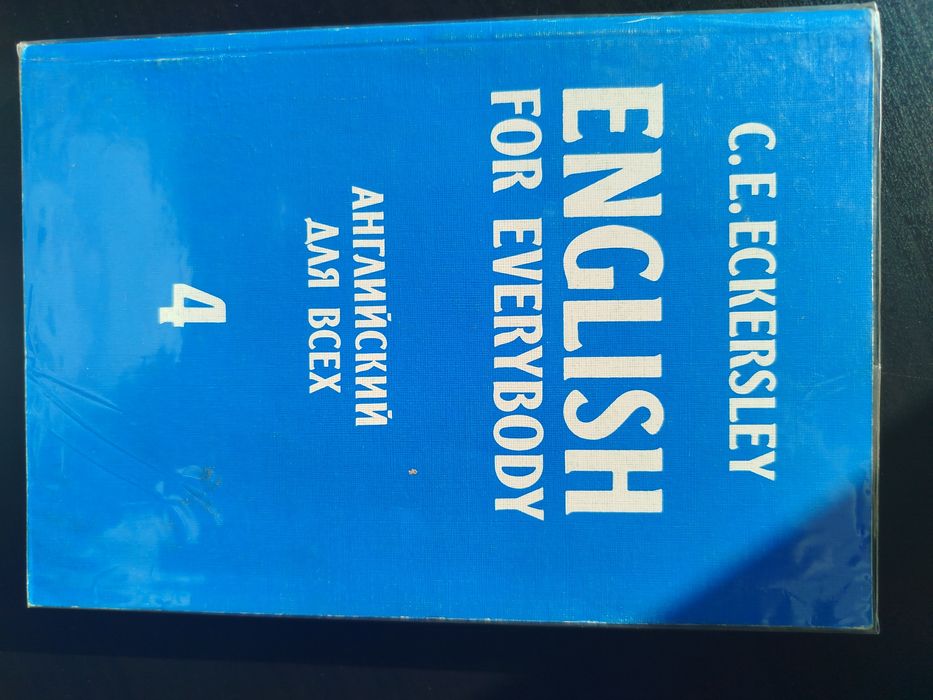 C. E. ECKERSLEY
ENGLISH
FOR EVERYBODY
АНГЛИЙСКИЙ
ДЛЯ ВСЕХ
4